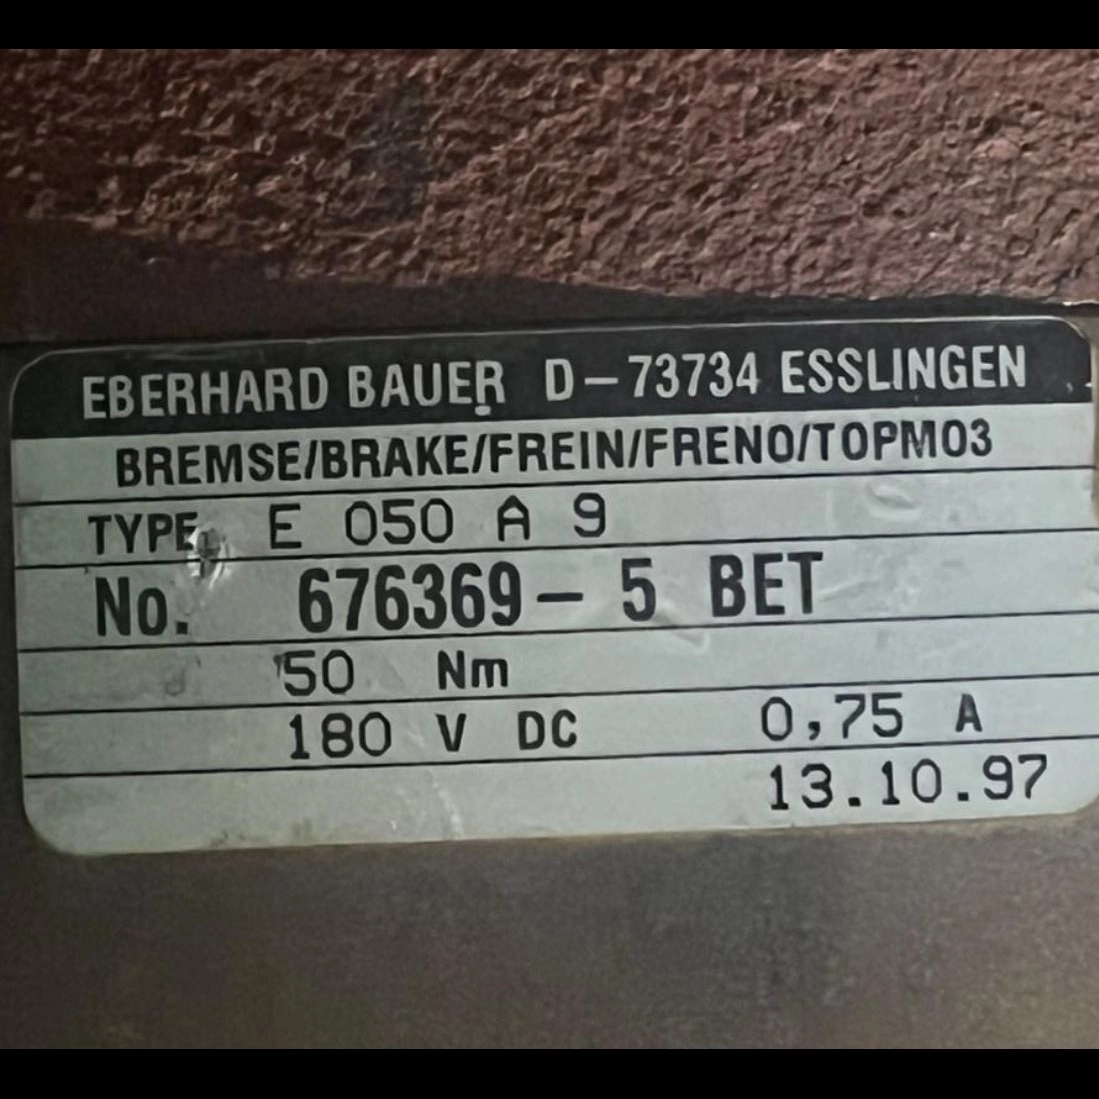 EBERHARD BAUER D-73734 ESSLINGEN
BREMSE/BRAKE/FREIN/FRENO/TOPMO3
TYPE E 050 A 9
No. 676369-5 BET
50 Nm
180 V DC 0,75 A
13.10.97